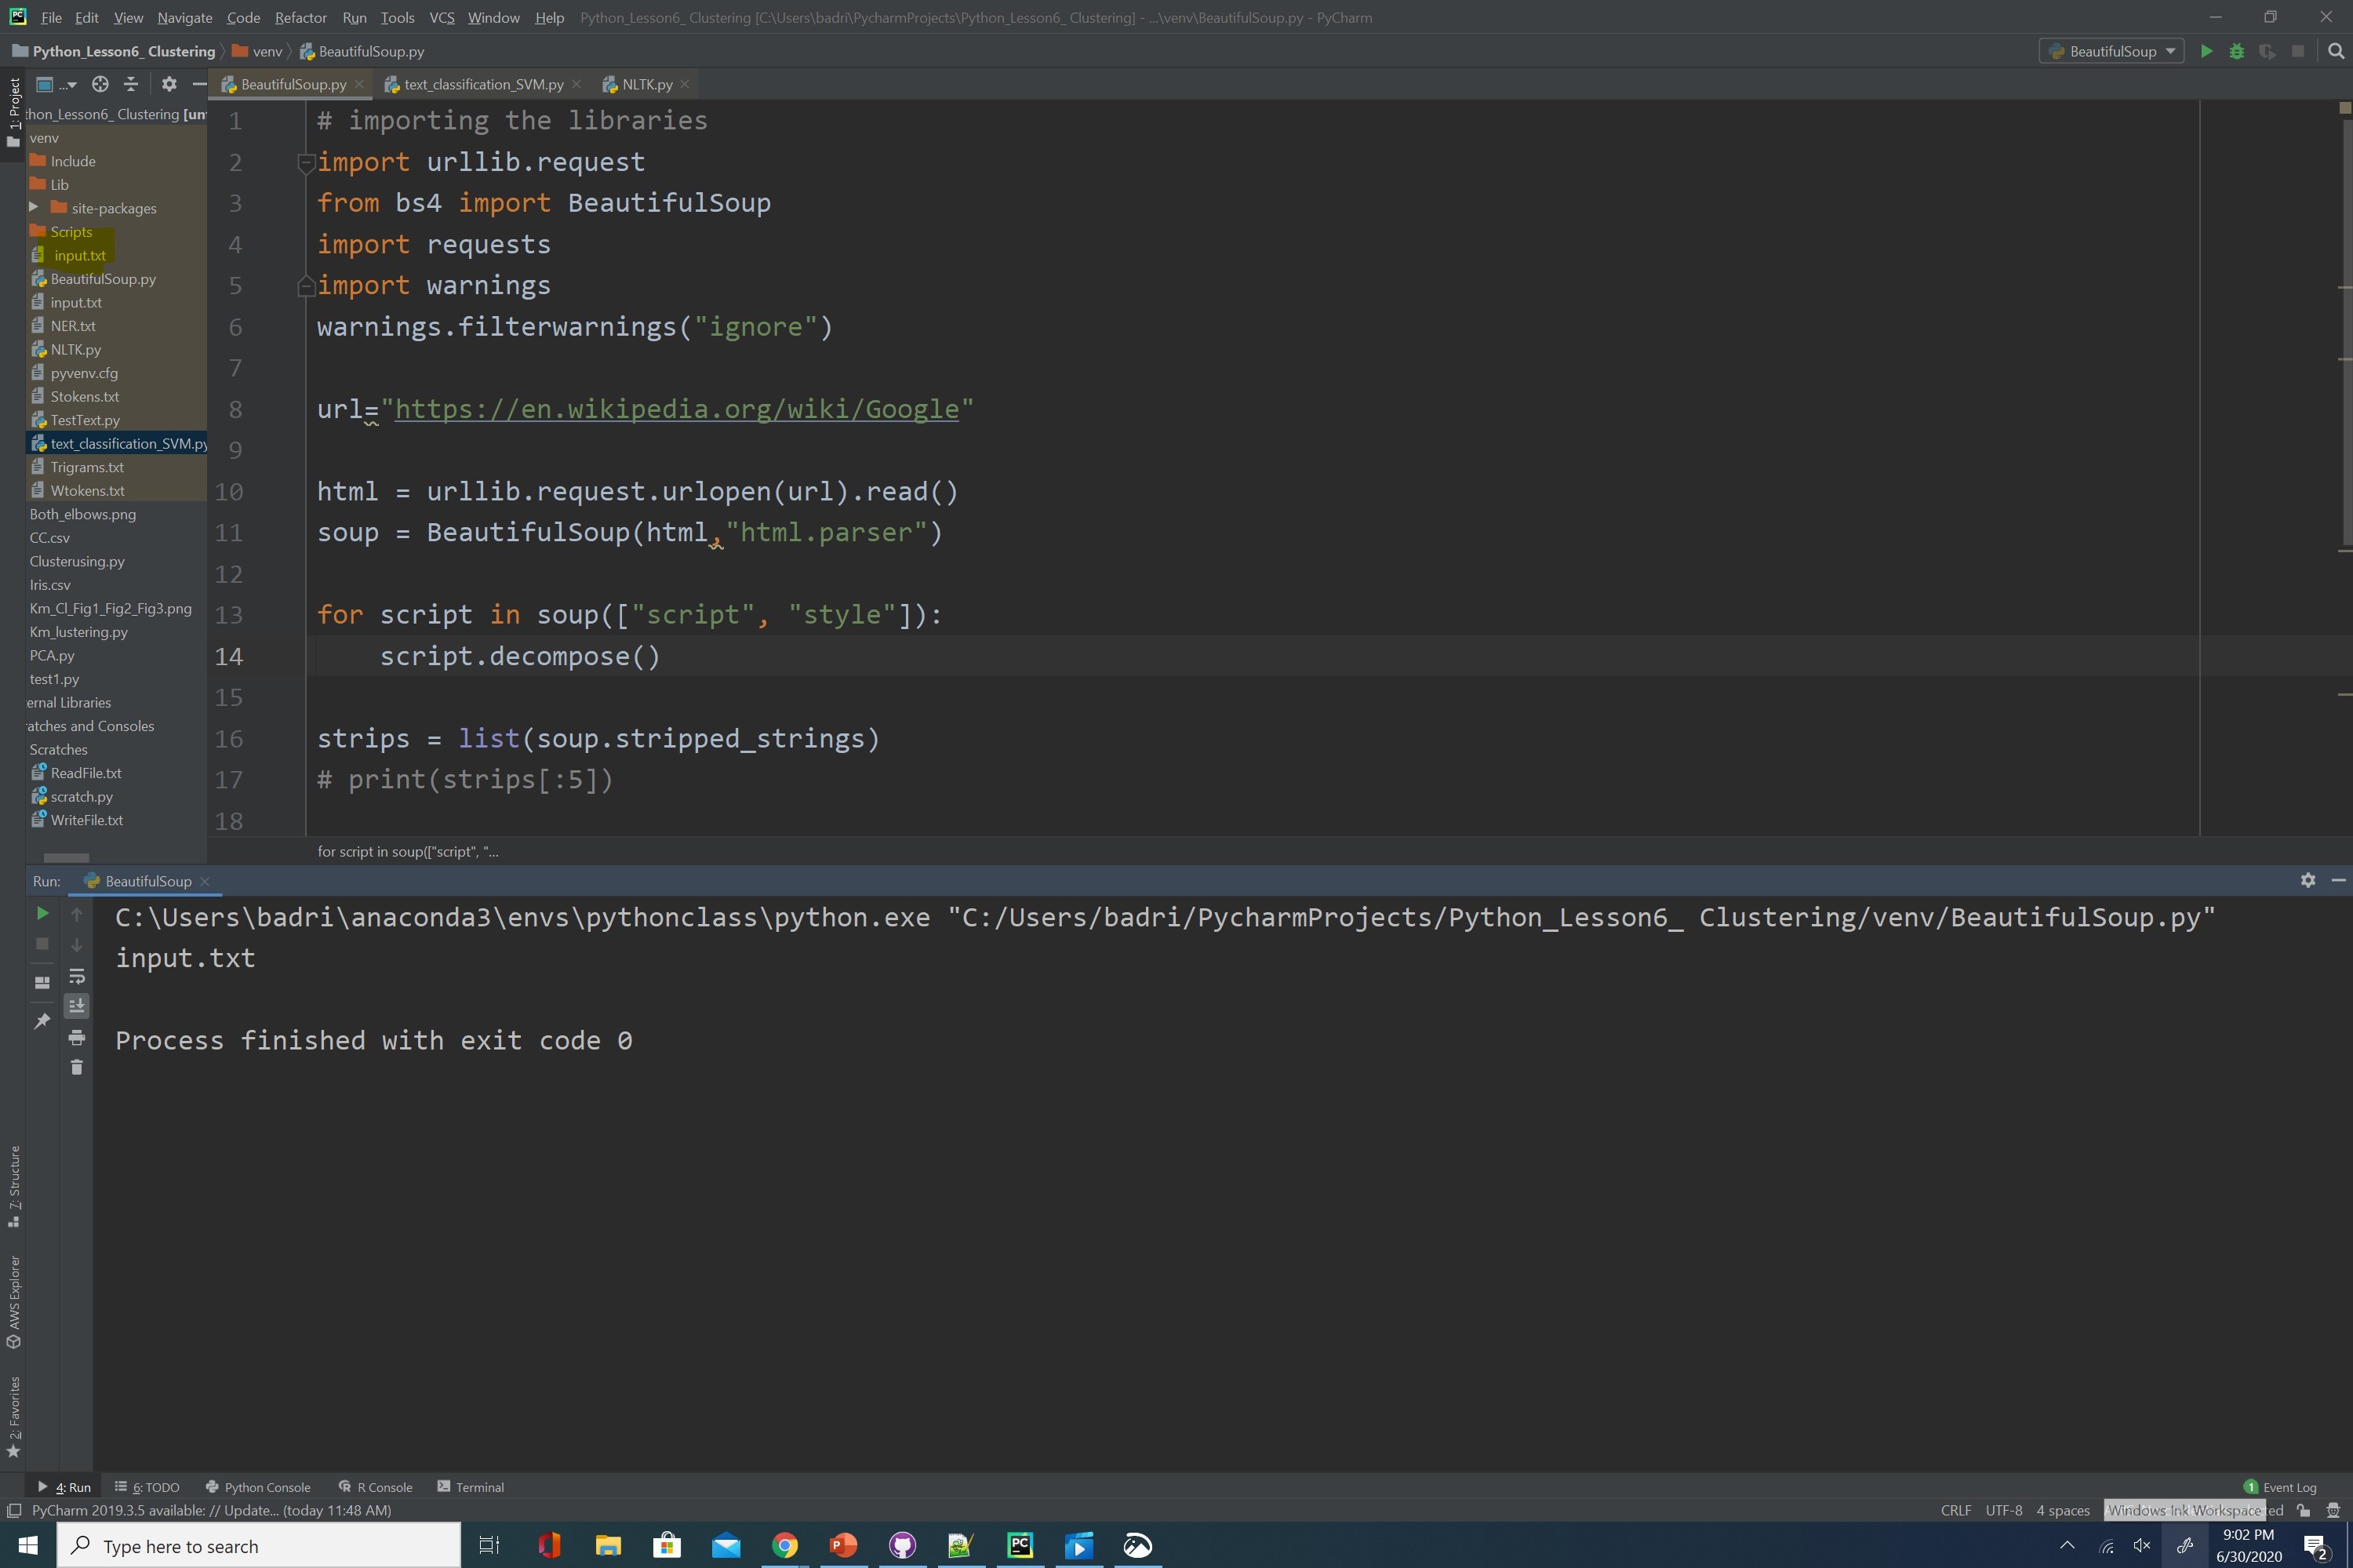 File Edit View Navigate Code Refactor Run Tools VCS Window Help Python_Lesson6_ Clustering [C:\Users\badri\PycharmProjects\Python_Lesson6_ Clustering] - ...\venv\BeautifulSoup.py - PyCharm
Python_Lesson6_ Clustering venv BeautifulSoup.py BeautifulSoup
1: Project
... BeautifulSoup.py text_classification_SVM.py NLTK.py
thon_Lesson6_ Clustering [un
venv
Include
Lib
site-packages
Scripts
input.txt
BeautifulSoup.py
input.txt
NER.txt
NLTK.py
pyvenv.cfg
Stokens.txt
TestText.py
text_classification_SVM.py
Trigrams.txt
Wtokens.txt
Both_elbows.png
CC.csv
Clusterusing.py
Iris.csv
Km_Cl_Fig1_Fig2_Fig3.png
Km_lustering.py
PCA.py
test1.py
ernal Libraries
atches and Consoles
Scratches
ReadFile.txt
scratch.py
WriteFile.txt
1 # importing the libraries
2 import urllib.request
3 from bs4 import BeautifulSoup
4 import requests
5 import warnings
6 warnings.filterwarnings("ignore")
7
8 url="https://en.wikipedia.org/wiki/Google"
9
10 html = urllib.request.urlopen(url).read()
11 soup = BeautifulSoup(html,"html.parser")
12
13 for script in soup(["script", "style"]):
14 script.decompose()
15
16 strips = list(soup.stripped_strings)
17 # print(strips[:5])
18
for script in soup(["script", "...
Run: BeautifulSoup
C:\Users\badri\anaconda3\envs\pythonclass\python.exe "C:/Users/badri/PycharmProjects/Python_Lesson6_ Clustering/venv/BeautifulSoup.py"
input.txt
Process finished with exit code 0
7: Structure
AWS Explorer
2: Favorites
4: Run 6: TODO Python Console R Console Terminal 1 Event Log
PyCharm 2019.3.5 available: // Update... (today 11:48 AM) CRLF UTF-8 4 spaces Windows Ink Workspace ed
Type here to search
9:02 PM
6/30/2020
2